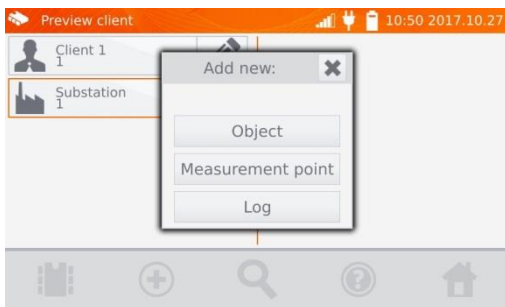 Preview client
10:50 2017.10.27
Client 1
1
Substation
1
Add new:
Object
Measurement point
Log